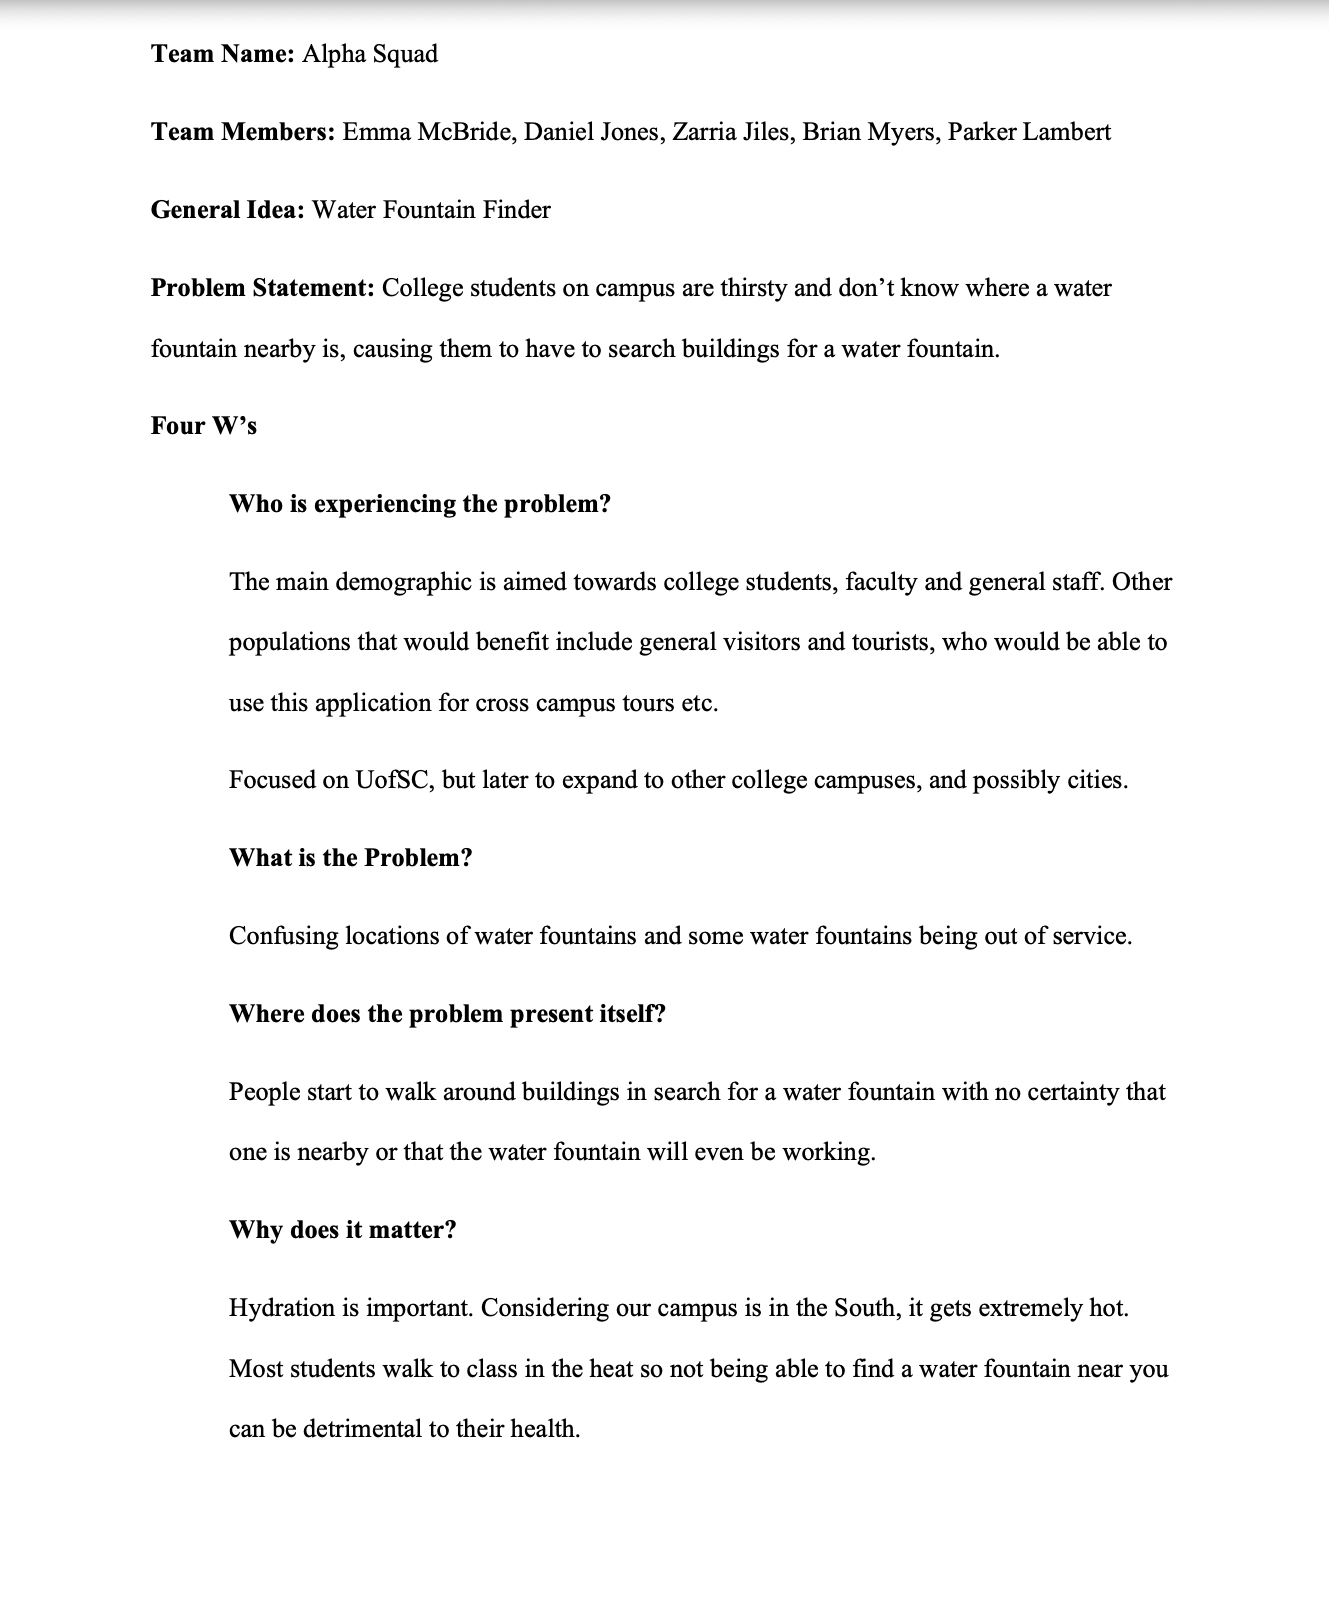 Team Name: Alpha Squad
Team Members: Emma McBride, Daniel Jones, Zarria Jiles, Brian Myers, Parker Lambert
General Idea: Water Fountain Finder
Problem Statement: College students on campus are thirsty and don’t know where a water
fountain nearby is, causing them to have to search buildings for a water fountain.
Four W’s
Who is experiencing the problem?
The main demographic is aimed towards college students, faculty and general staff. Other
populations that would benefit include general visitors and tourists, who would be able to
use this application for cross campus tours etc.
Focused on UofSC, but later to expand to other college campuses, and possibly cities.
What is the Problem?
Confusing locations of water fountains and some water fountains being out of service.
Where does the problem present itself?
People start to walk around buildings in search for a water fountain with no certainty that
one is nearby or that the water fountain will even be working.
Why does it matter?
Hydration is important. Considering our campus is in the South, it gets extremely hot.
Most students walk to class in the heat so not being able to find a water fountain near you
can be detrimental to their health.